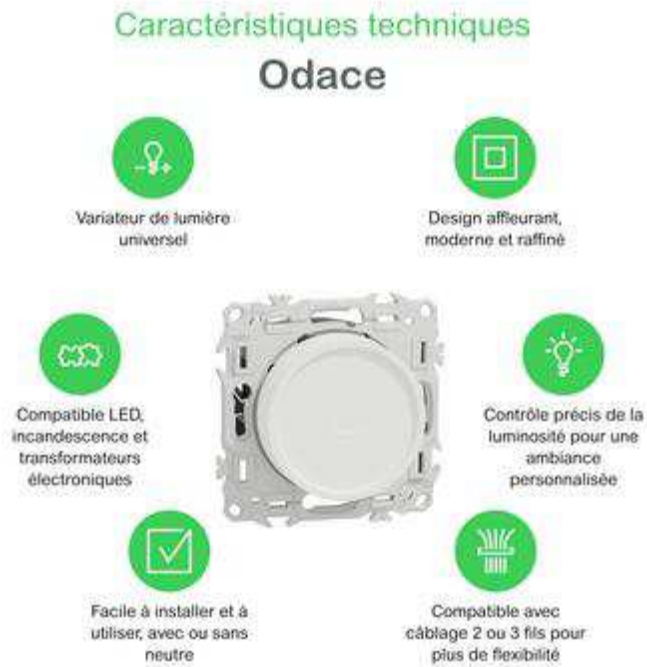 Caractéristiques techniques
Odace
Variateur de lumière
universel
Design affleurant,
moderne et raffiné
Compatible LED,
incandescence et
transformateurs
électroniques
Contrôle précis de la
luminosité pour une
ambiance
personnalisée
Facile à installer et à
utiliser, avec ou sans
neutre
Compatible avec
câblage 2 ou 3 fils pour
plus de flexibilité